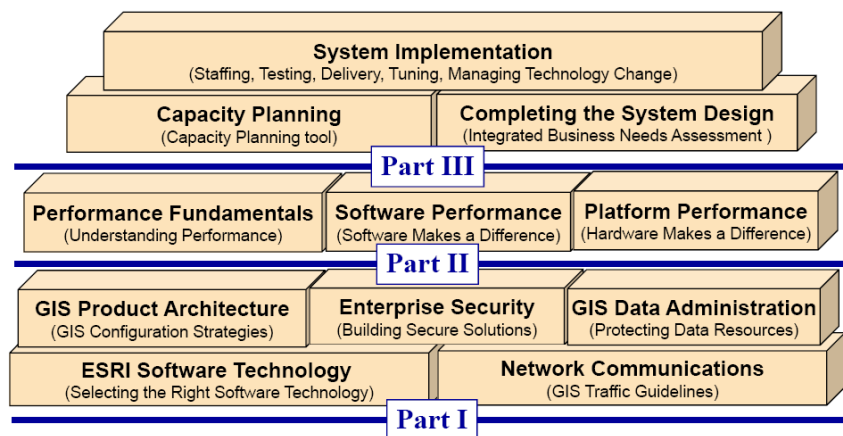 System Implementation
(Staffing, Testing, Delivery, Tuning, Managing Technology Change)
Capacity Planning
(Capacity Planning tool)
Completing the System Design
(Integrated Business Needs Assessment )
Part III
Performance Fundamentals
(Understanding Performance)
Software Performance
(Software Makes a Difference)
Platform Performance
(Hardware Makes a Difference)
Part II
GIS Product Architecture
(GIS Configuration Strategies)
Enterprise Security
(Building Secure Solutions)
GIS Data Administration
(Protecting Data Resources)
ESRI Software Technology
(Selecting the Right Software Technology)
Network Communications
(GIS Traffic Guidelines)
Part I